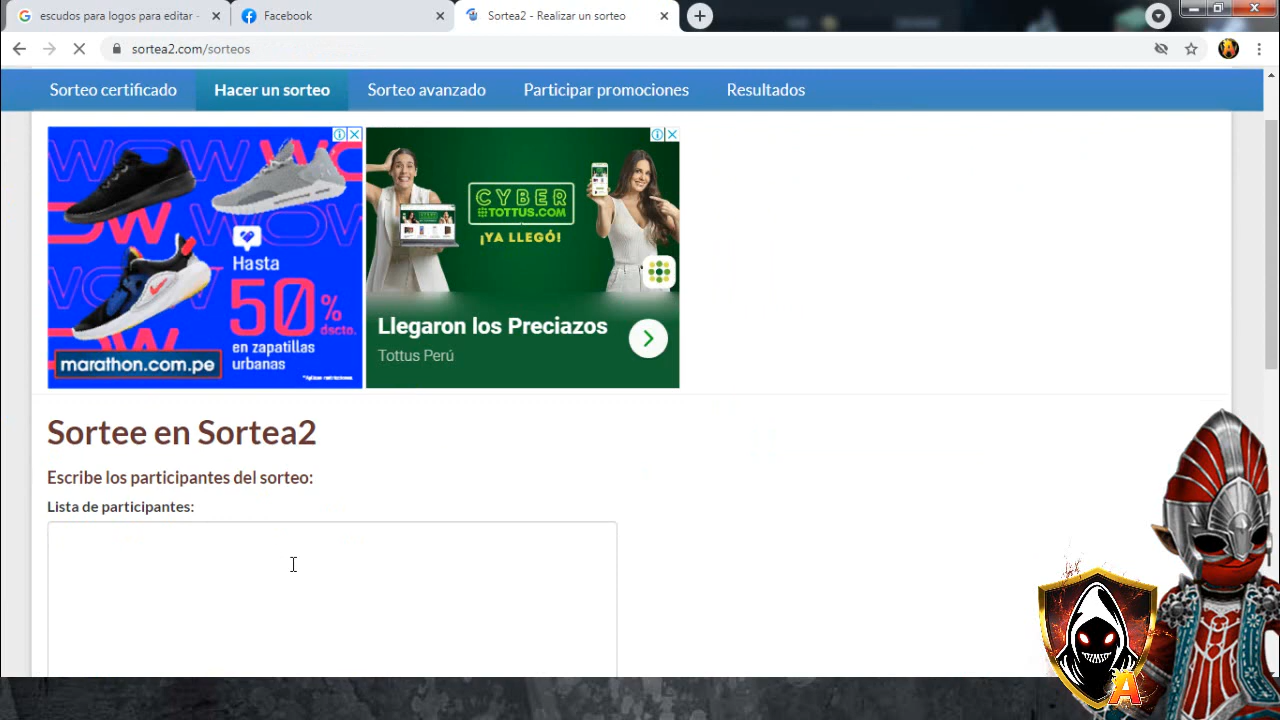 escudos para logos para editar -
Facebook
Sortea2 - Realizar un sorteo
sortea2.com/sorteos
Sorteo certificado
Hacer un sorteo
Sorteo avanzado
Participar promociones
Resultados
WOW
Hasta
50%
dscto.
en zapatillas
urbanas
marathon.com.pe
CYBER
TOTTUS.COM
¡YA LLEGÓ!
Llegaron los Preciazos
Tottus Perú
Sortee en Sortea2
Escribe los participantes del sorteo:
Lista de participantes:
A